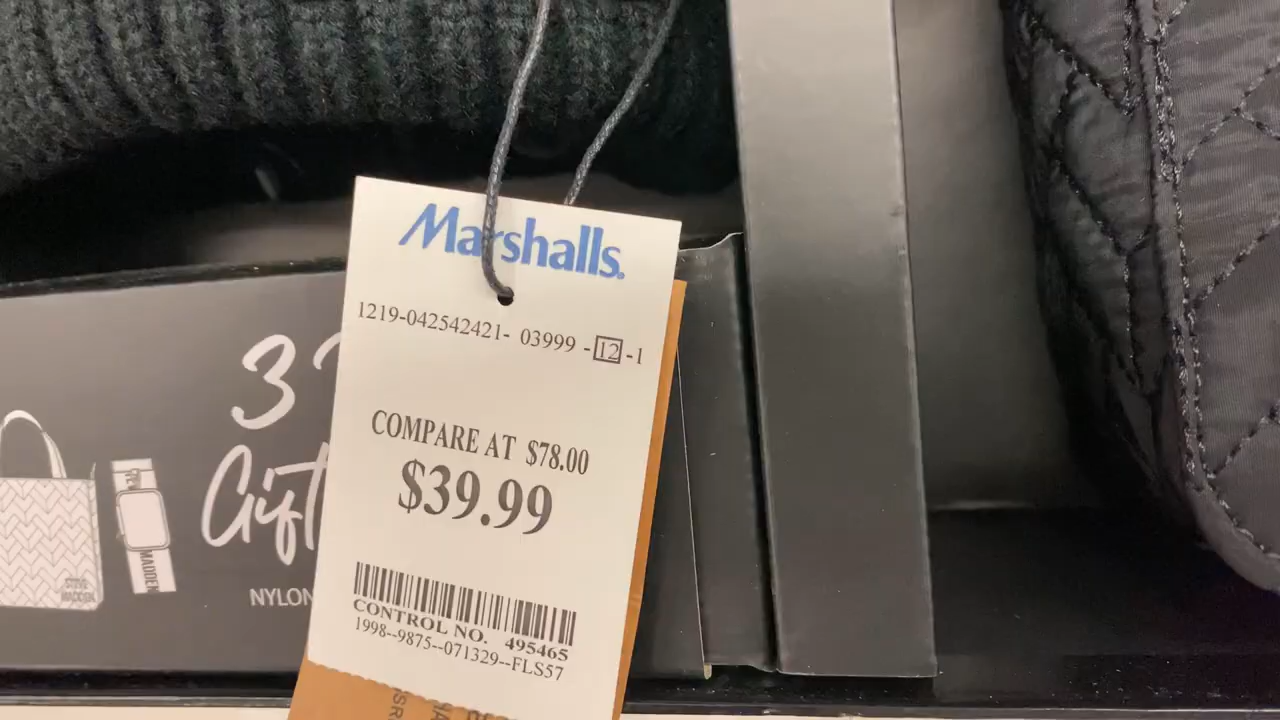 Marshalls.
1219-042542421- 03999 -12-1
COMPARE AT $78.00
$39.99
CONTROL NO. 495465
1998--9875--071329--FLS57
3
Gift
NYLON
STEVE
MADDEN
MADDEN